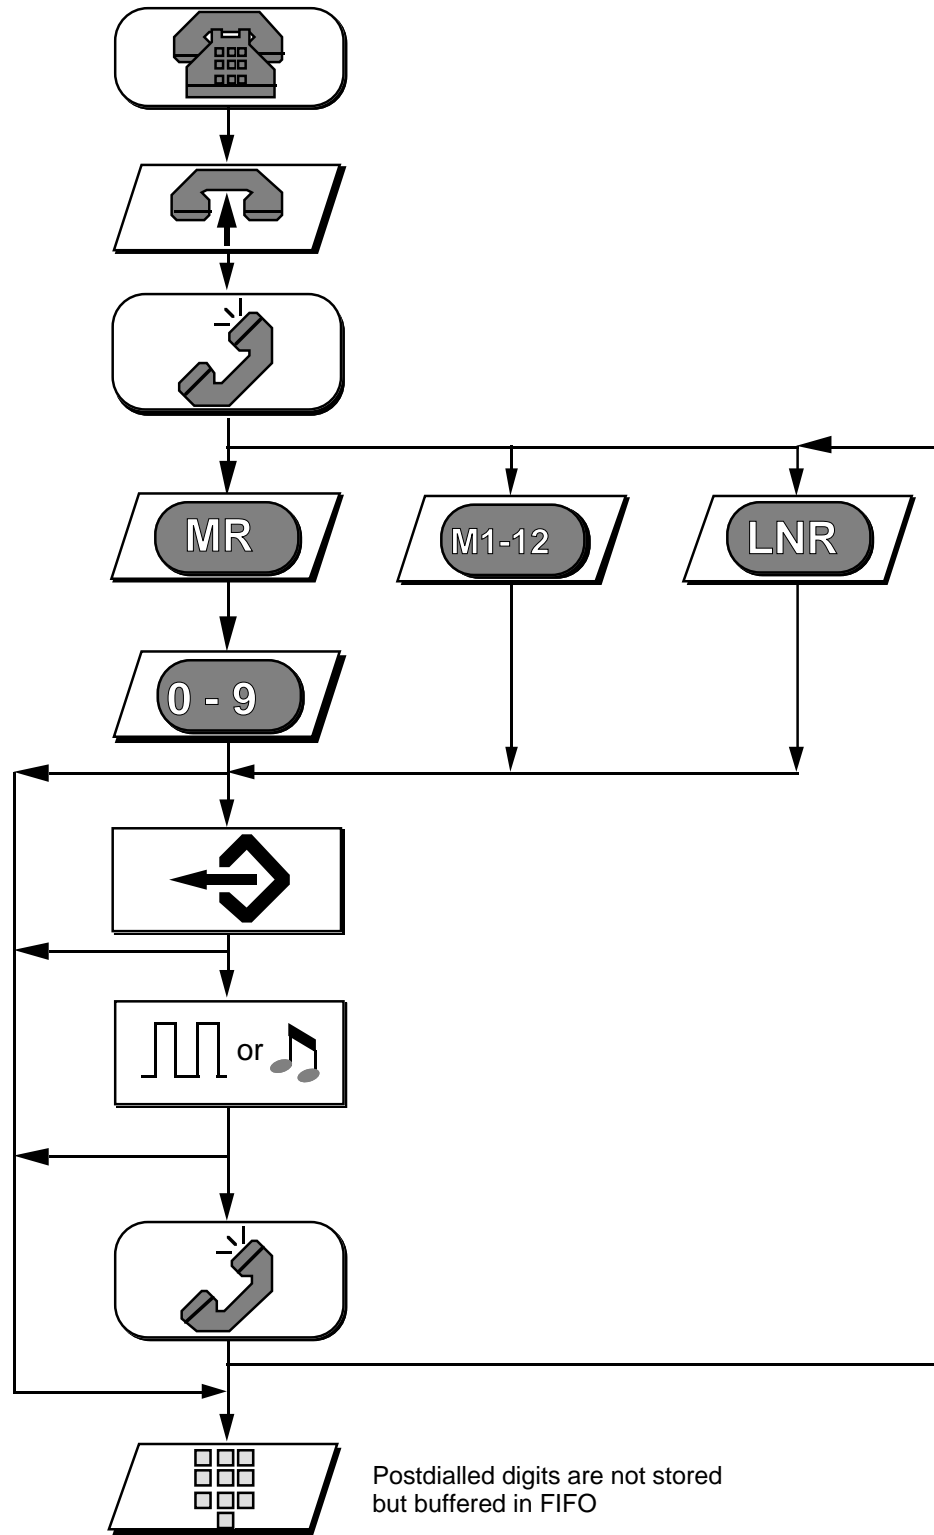 MR
M1-12
LNR
0 - 9
or
Postdialled digits are not stored
but buffered in FIFO